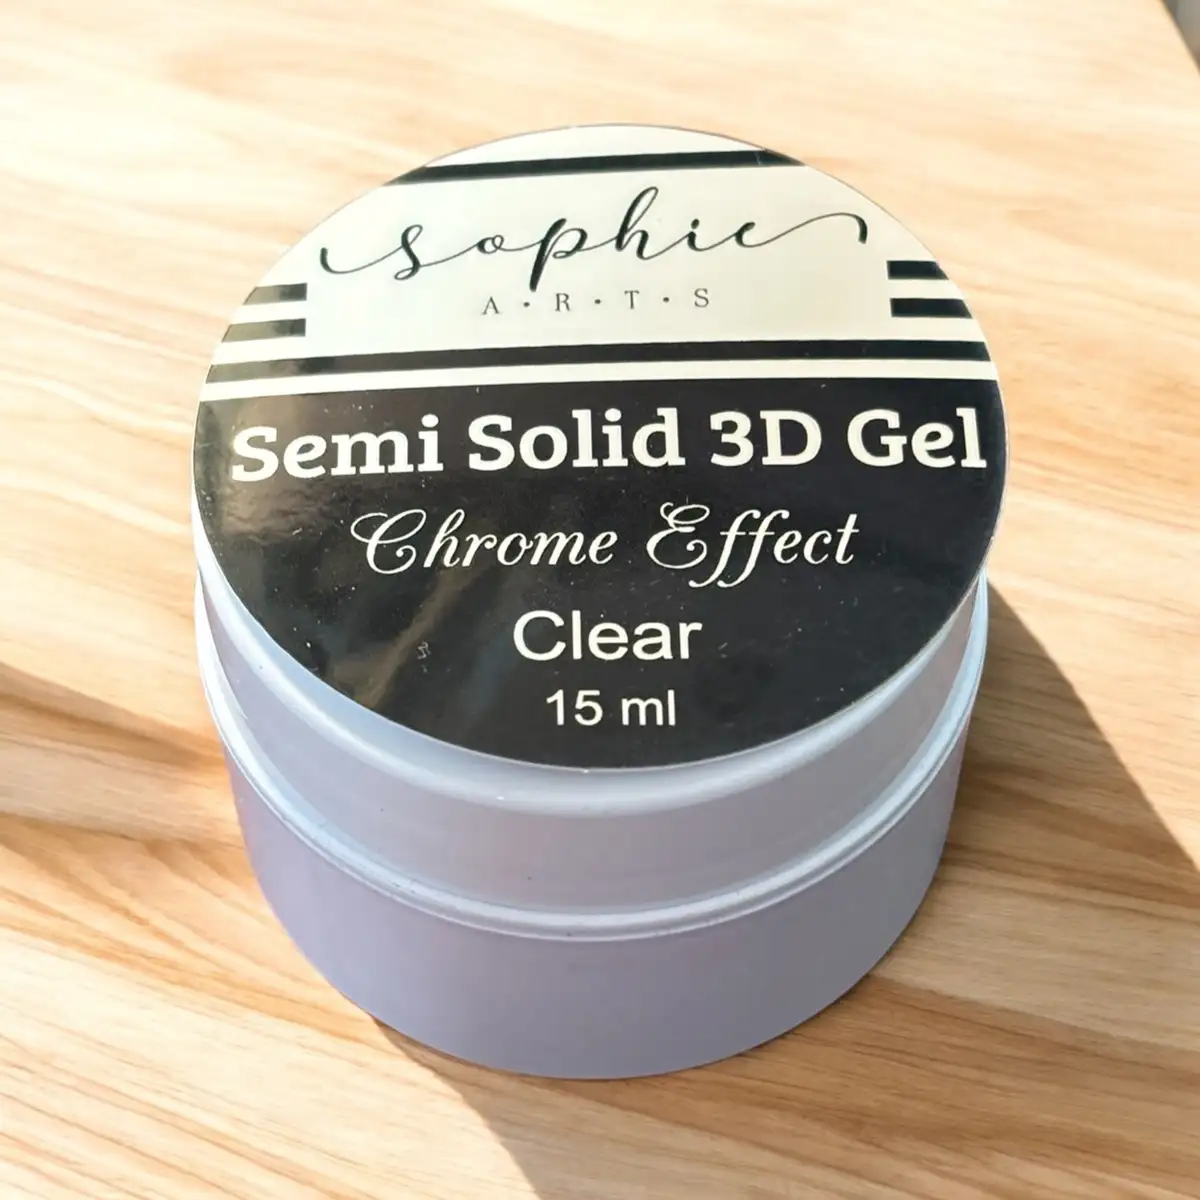 sophie
A·R·T·S
Semi Solid 3D Gel
Chrome Effect
Clear
15 ml